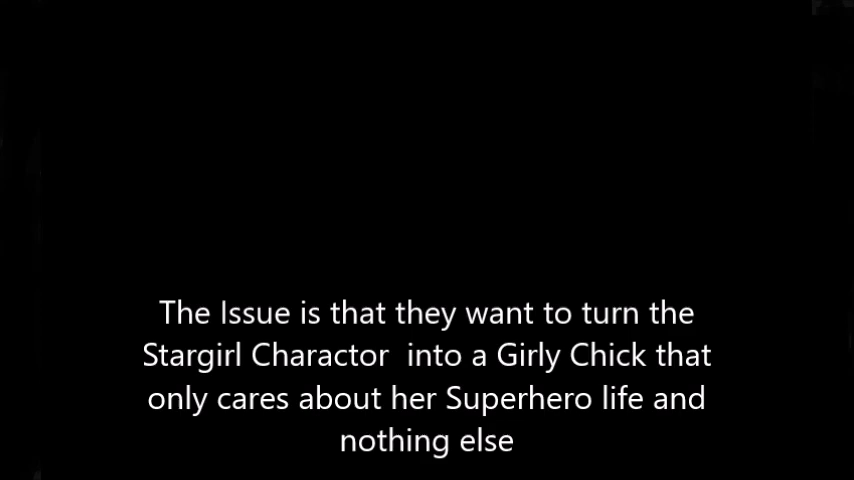 The Issue is that they want to turn the
Stargirl Charactor  into a Girly Chick that
only cares about her Superhero life and
nothing else